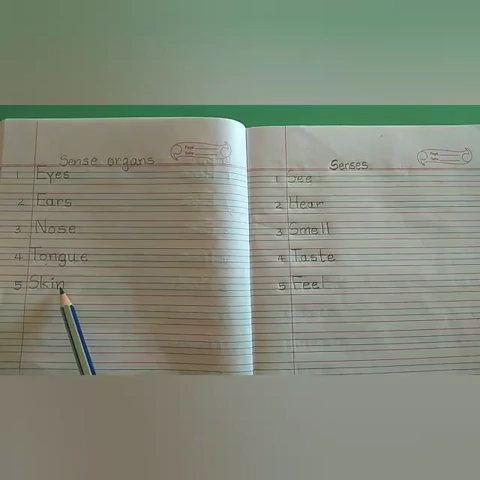 Sense organs
1 Eyes
2 Ears
3 Nose
4 Tongue
5 Skin
Senses
1 See
2 Hear
3 Smell
4 Taste
5 Feel